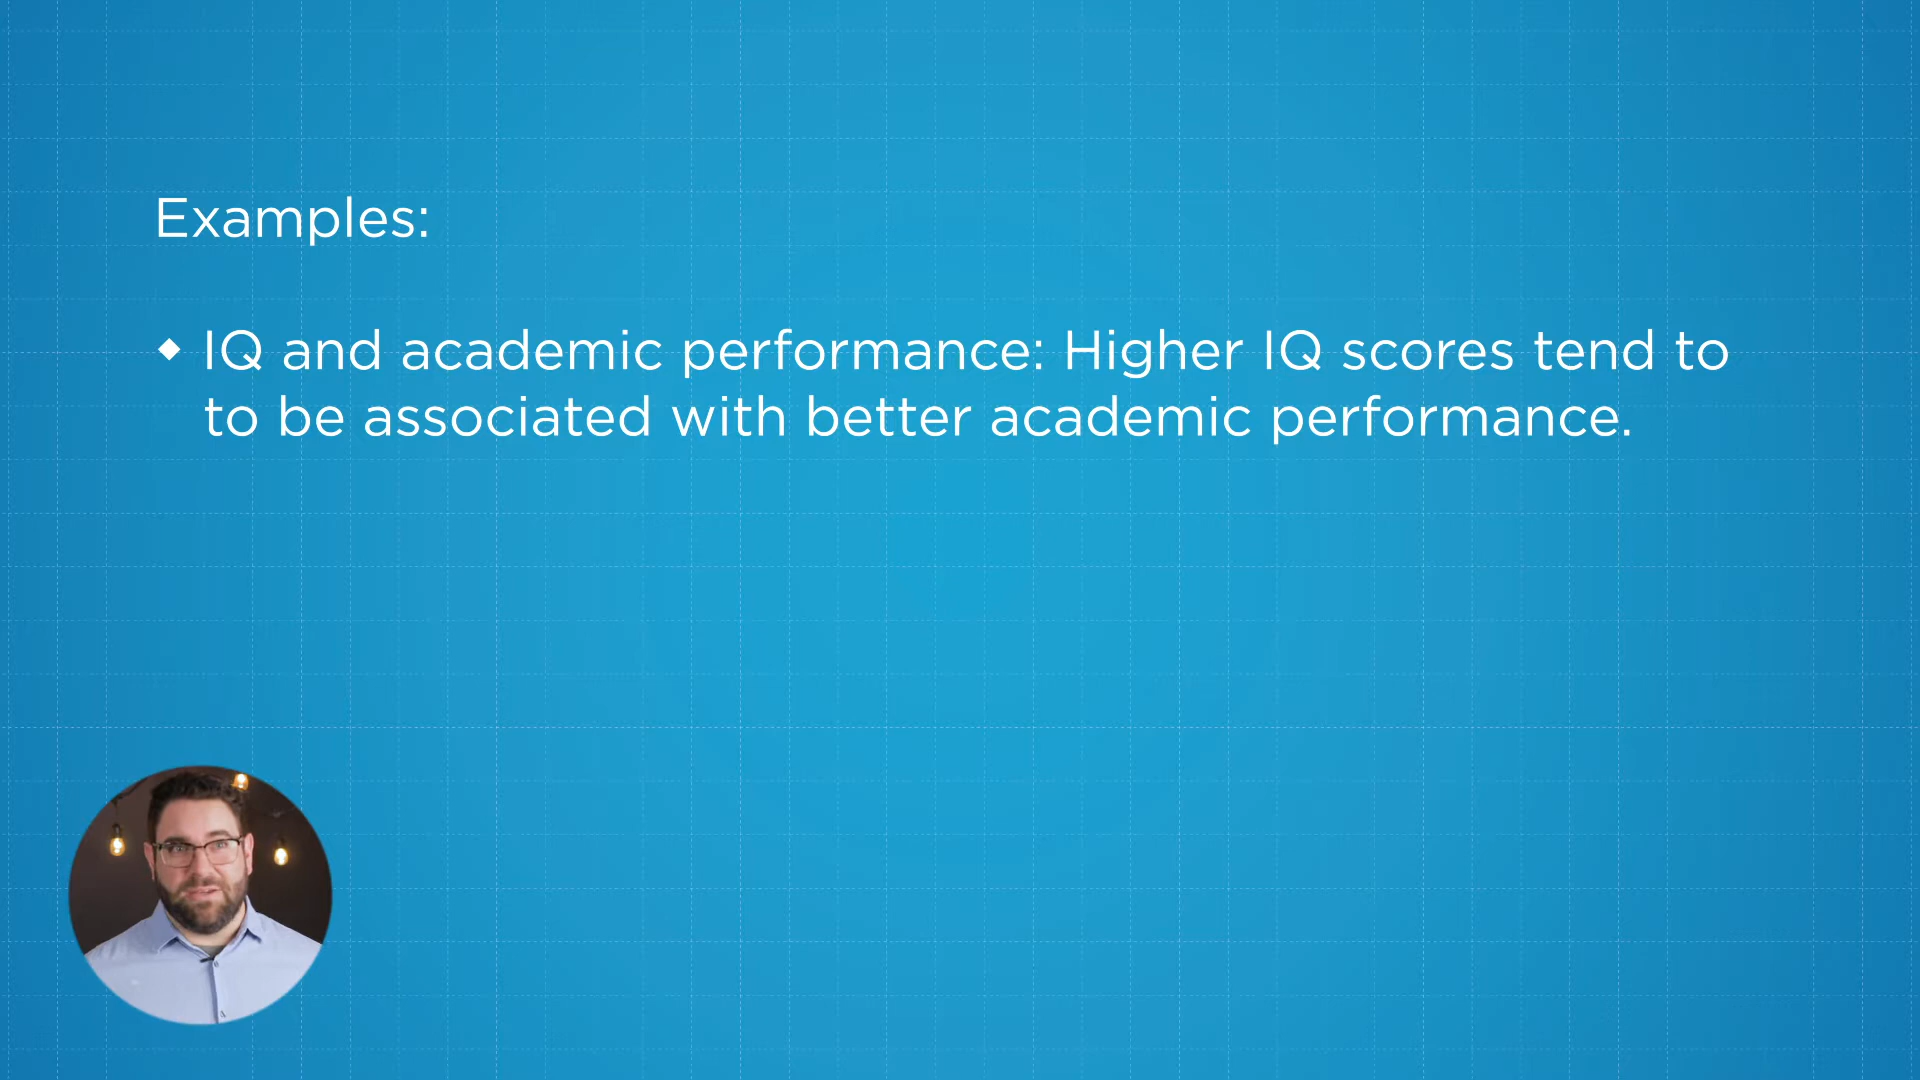 Examples:
◆ IQ and academic performance: Higher IQ scores tend to
to be associated with better academic performance.